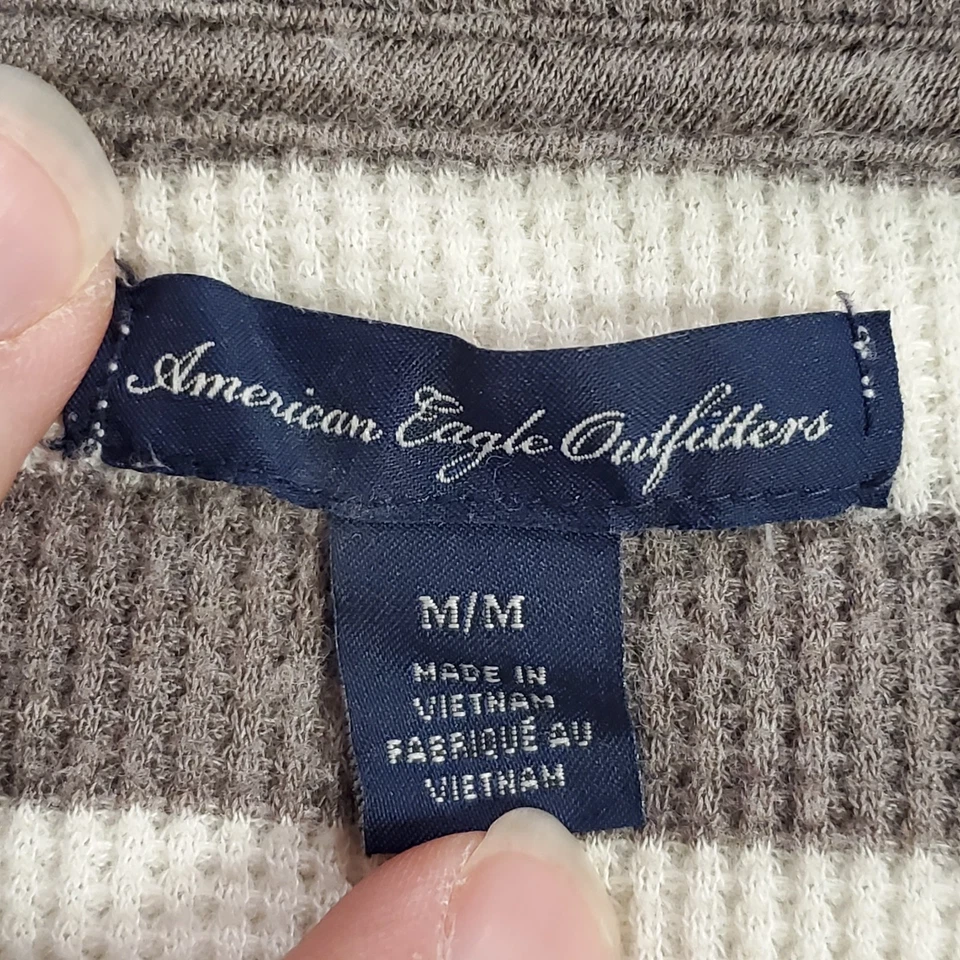 American Eagle Outfitters
M/M
MADE IN
VIETNAM
FABRIQUÉ AU
VIETNAM